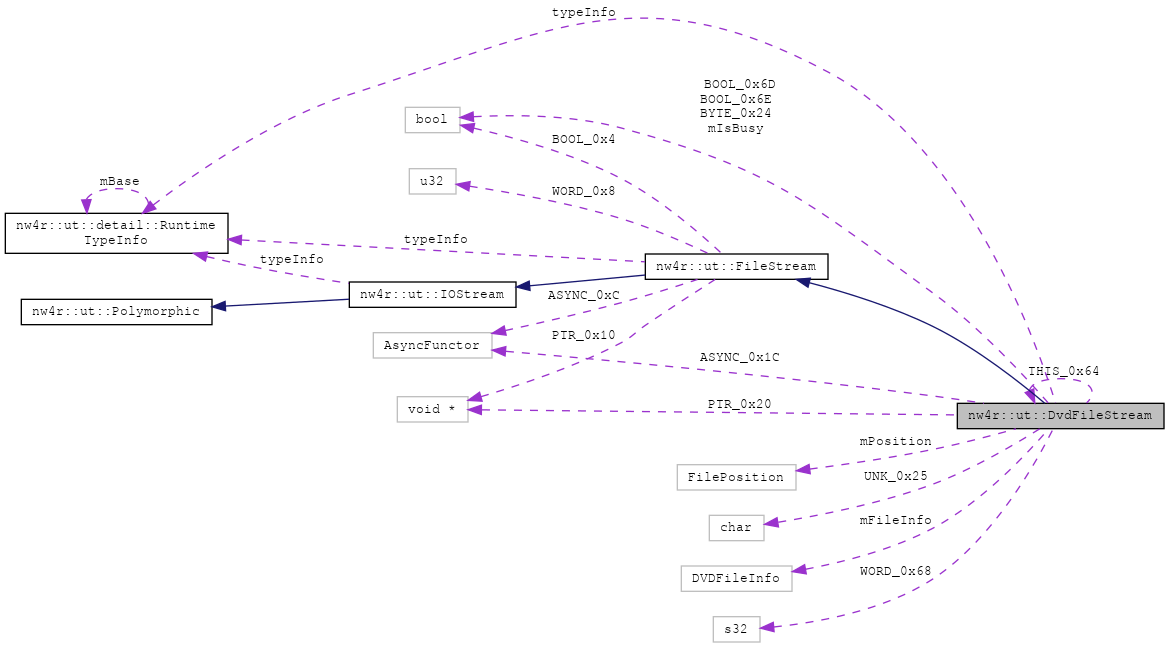 typeInfo
BOOL_0x6D
BOOL_0x6E
BYTE_0x24
mIsBusy
bool
BOOL_0x4
u32
mBase
WORD_0x8
nw4r::ut::detail::Runtime
TypeInfo
typeInfo
typeInfo
nw4r::ut::FileStream
nw4r::ut::IOStream
ASYNC_0xC
nw4r::ut::Polymorphic
PTR_0x10
AsyncFunctor
ASYNC_0x1C
THIS_0x64
void *
PTR_0x20
nw4r::ut::DvdFileStream
mPosition
FilePosition
UNK_0x25
mFileInfo
char
WORD_0x68
DVDFileInfo
s32